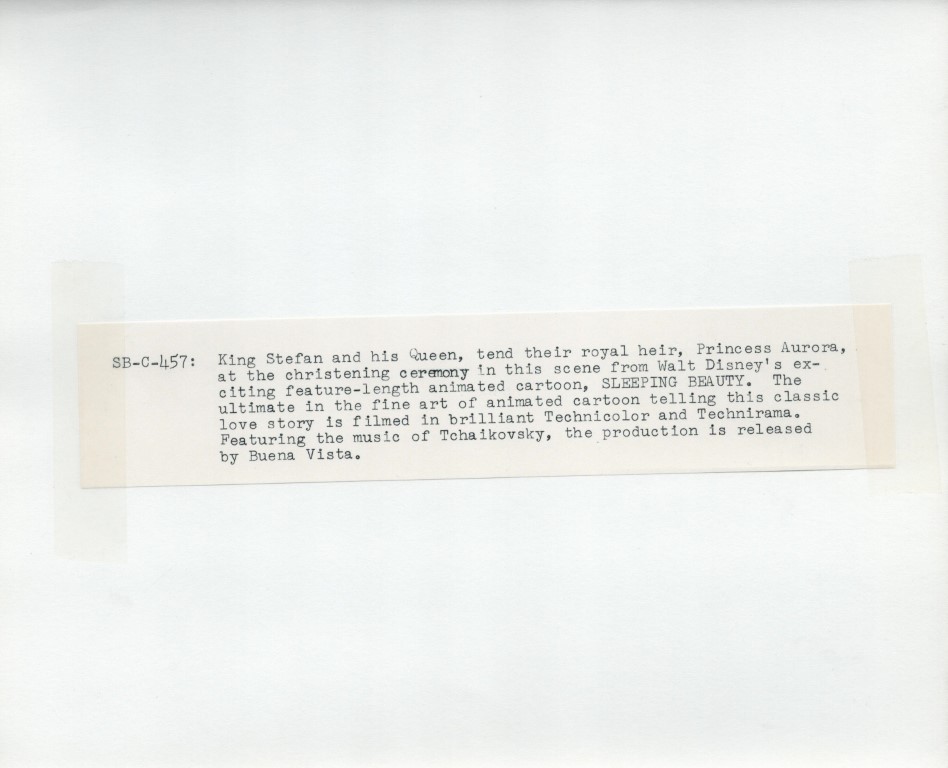 SB-C-457: King Stefan and his Queen, tend their royal heir, Princess Aurora,
at the christening ceremony in this scene from Walt Disney's ex-
citing feature-length animated cartoon, SLEEPING BEAUTY. The
ultimate in the fine art of animated cartoon telling this classic
love story is filmed in brilliant Technicolor and Technirama.
Featuring the music of Tchaikovsky, the production is released
by Buena Vista.